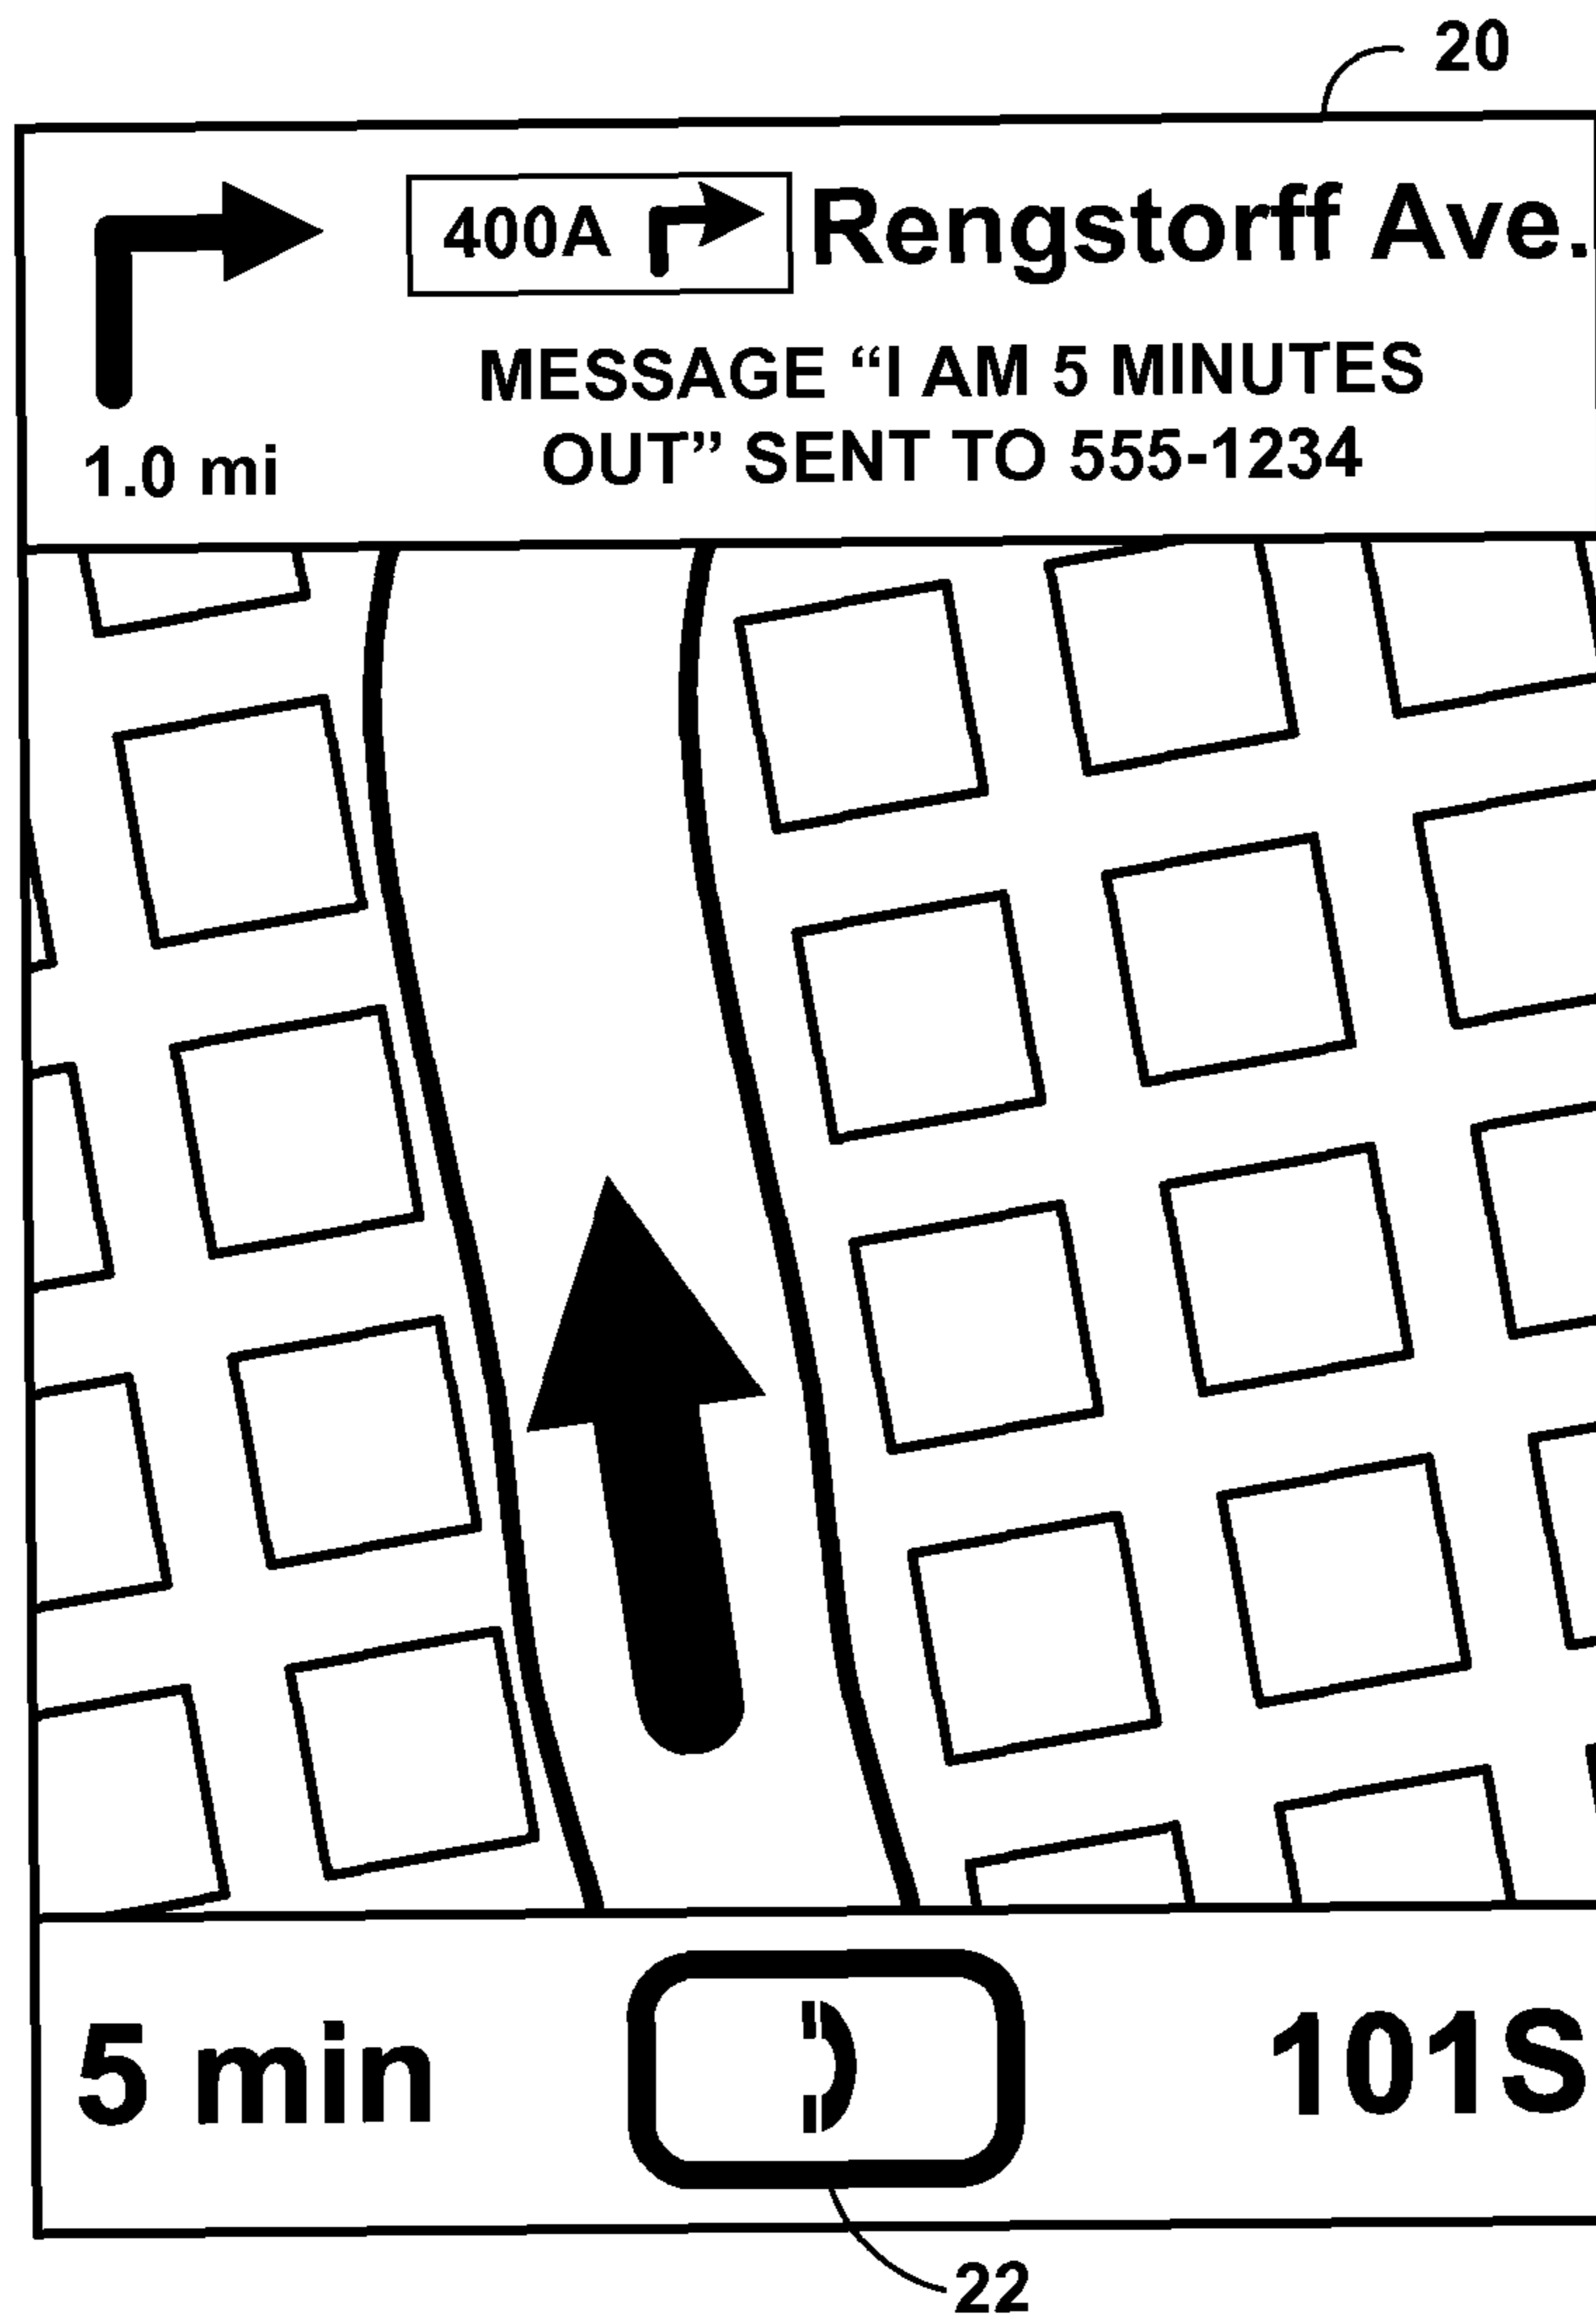 20
400A Rengstorff Ave.
MESSAGE “I AM 5 MINUTES
OUT” SENT TO 555-1234
1.0 mi
5 min
101S
22